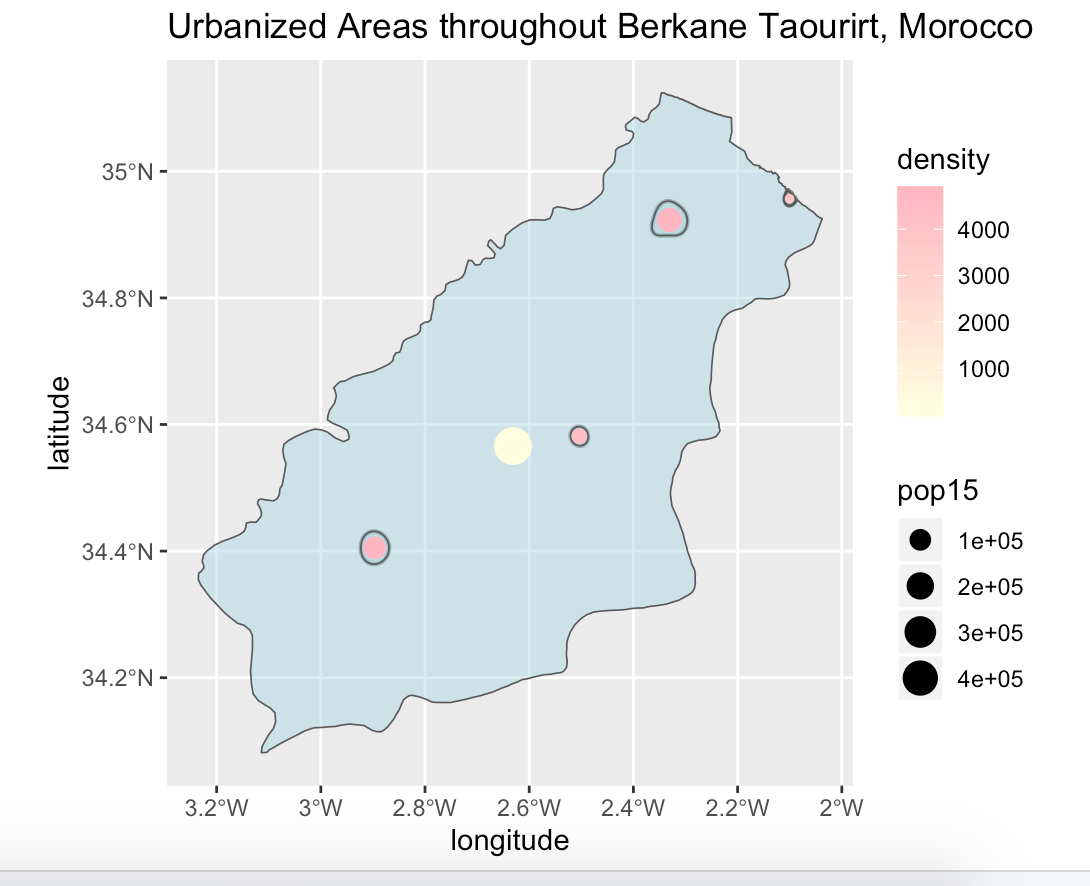 Urbanized Areas throughout Berkane Taourirt, Morocco
35°N
34.8°N
34.6°N
34.4°N
34.2°N
latitude
3.2°W
3°W
2.8°W
2.6°W
2.4°W
2.2°W
2°W
longitude
density
4000
3000
2000
1000
pop15
1e+05
2e+05
3e+05
4e+05